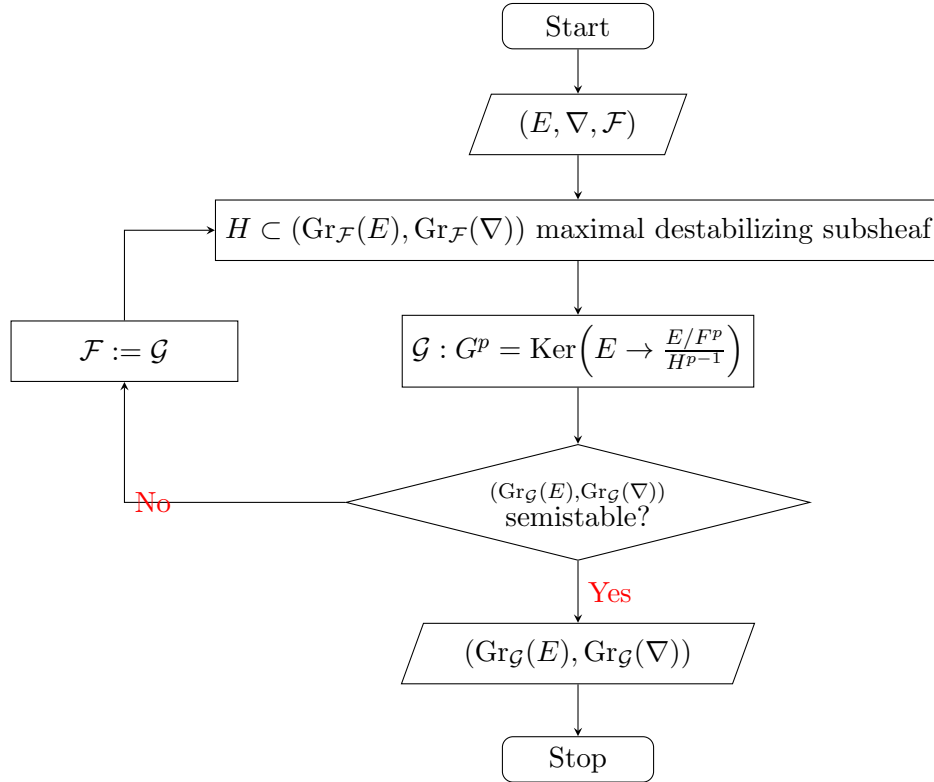 Start
(E, ∇, ℱ)
H ⊂ (Gr_ℱ(E), Gr_ℱ(∇)) maximal destabilizing subsheaf
ℱ := 𝒢
𝒢 : G^p = Ker(E → (E/F^p)/(H^{p−1}))
(Gr_𝒢(E),Gr_𝒢(∇))
semistable?
No
Yes
(Gr_𝒢(E), Gr_𝒢(∇))
Stop